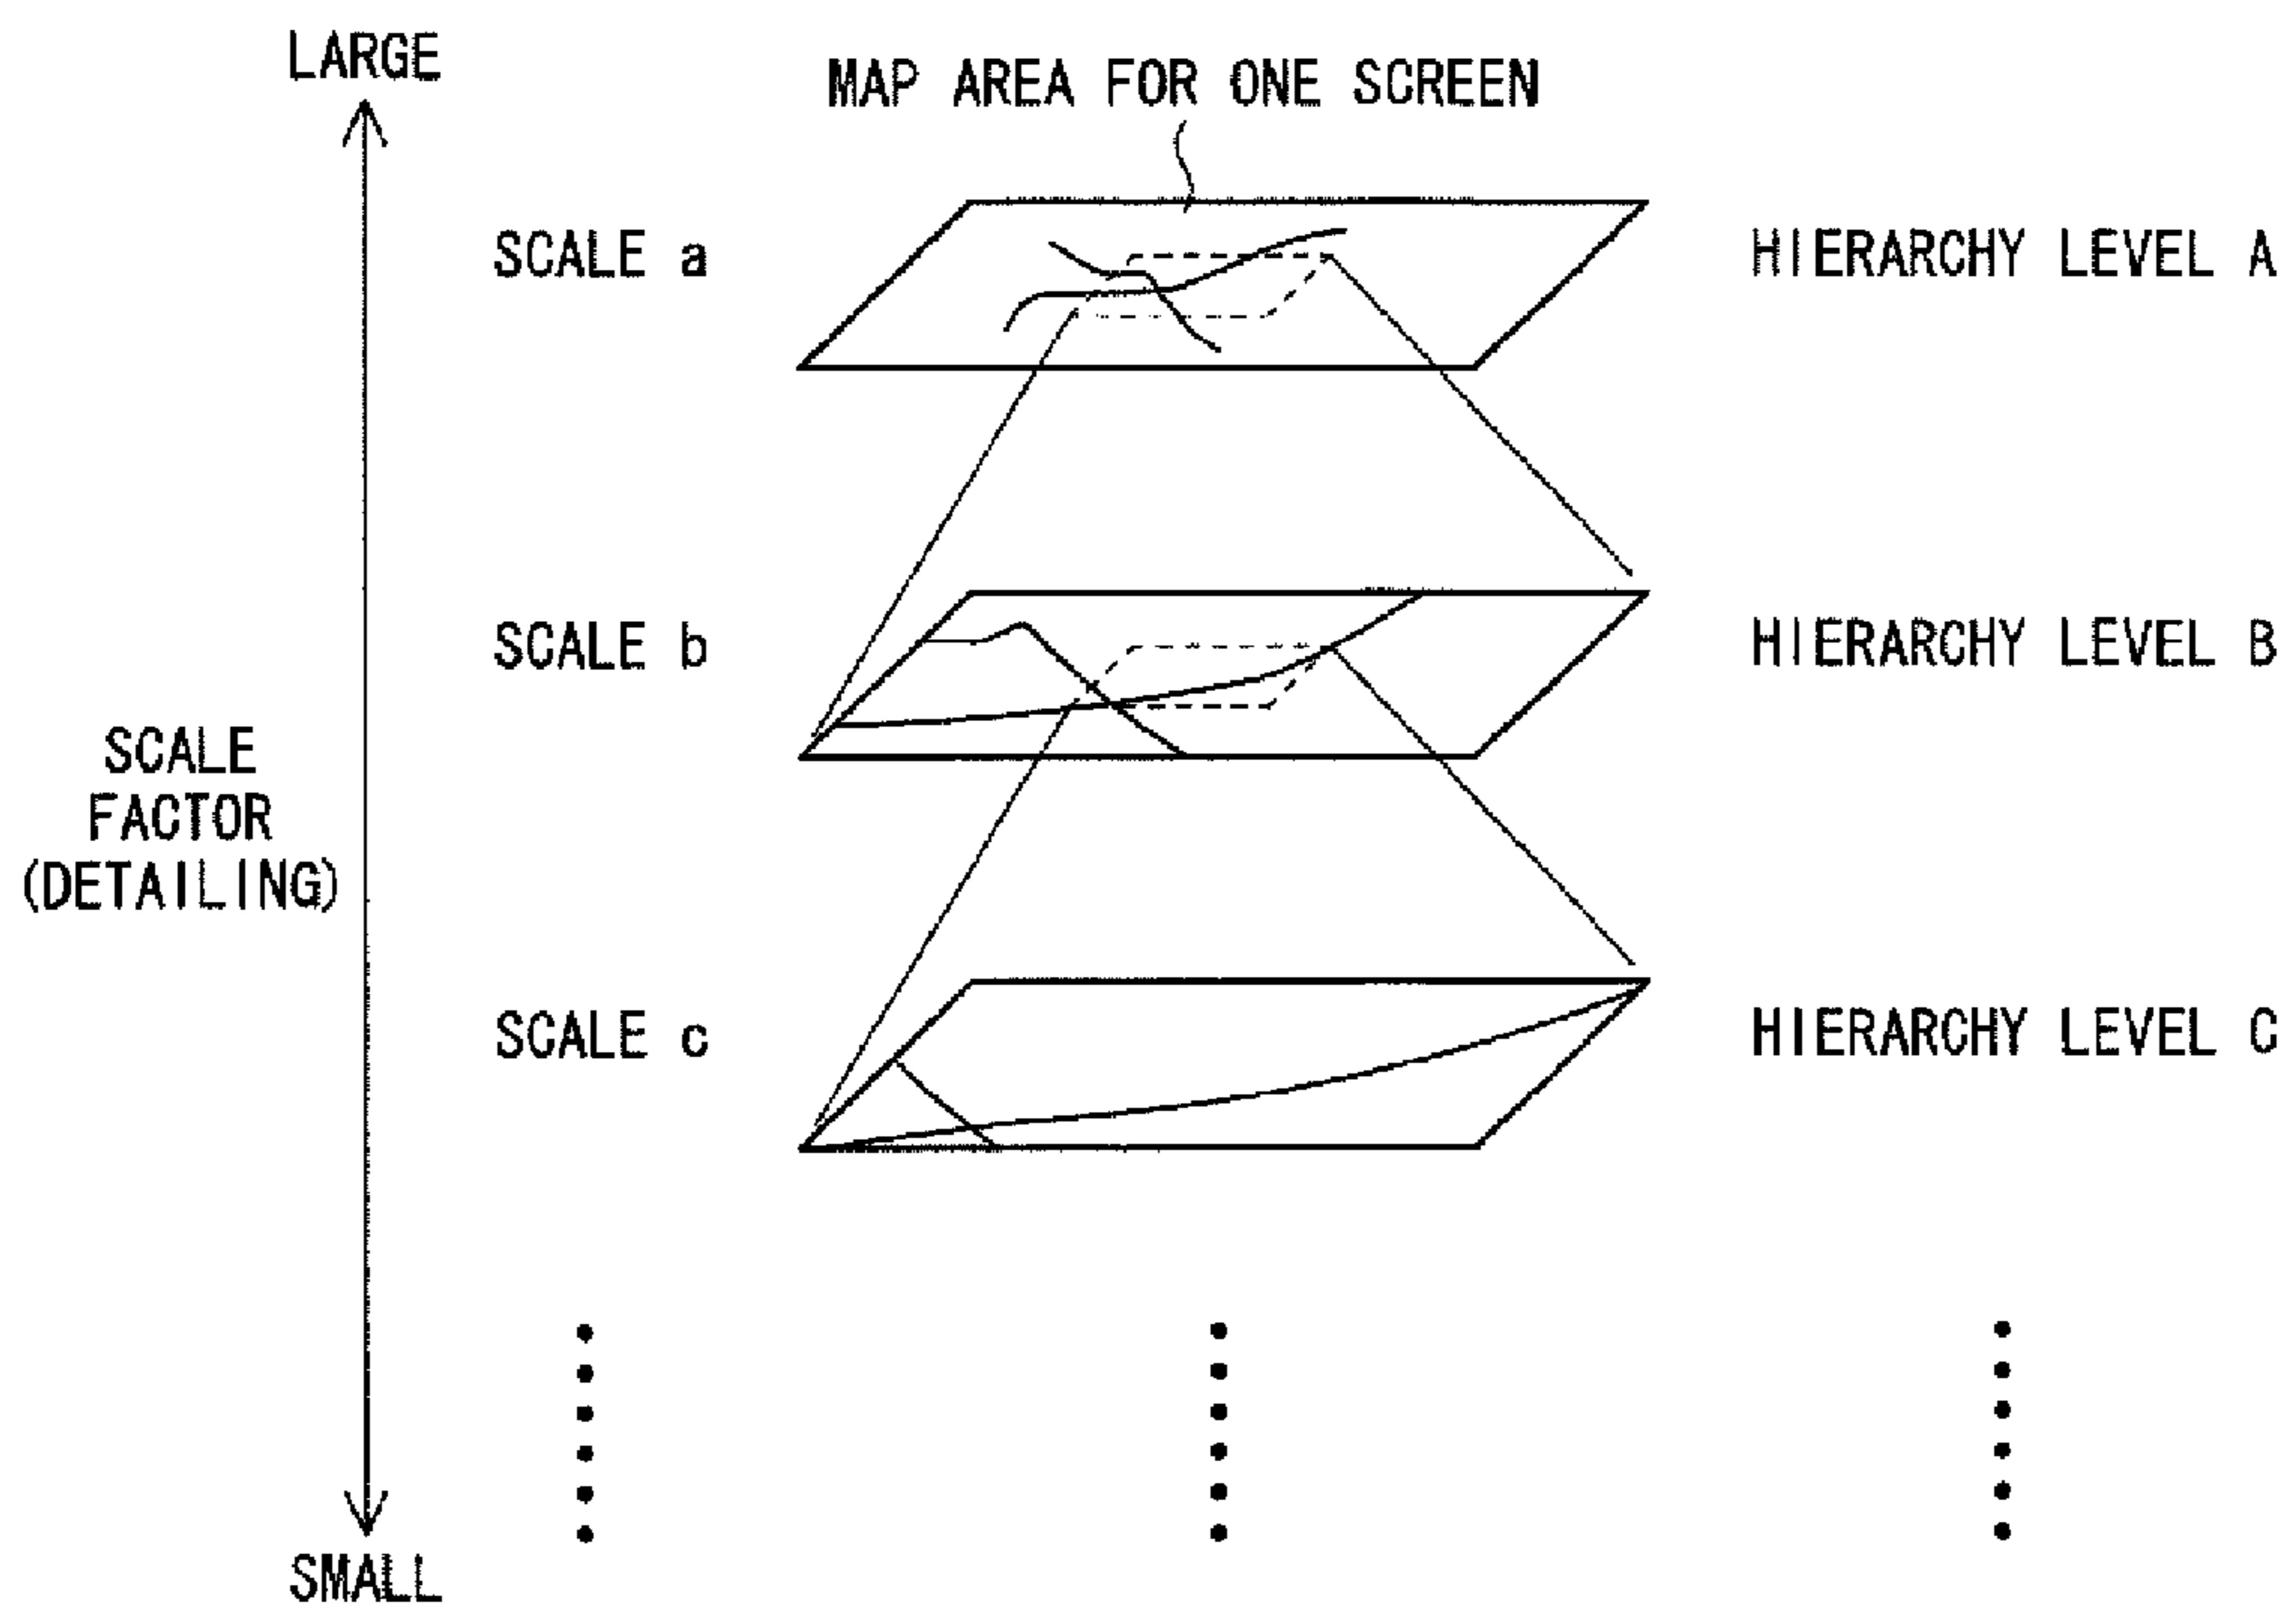 LARGE
MAP AREA FOR ONE SCREEN
SCALE a
HIERARCHY LEVEL A
SCALE b
HIERARCHY LEVEL B
SCALE
FACTOR
(DETAILING)
SCALE c
HIERARCHY LEVEL C
SMALL